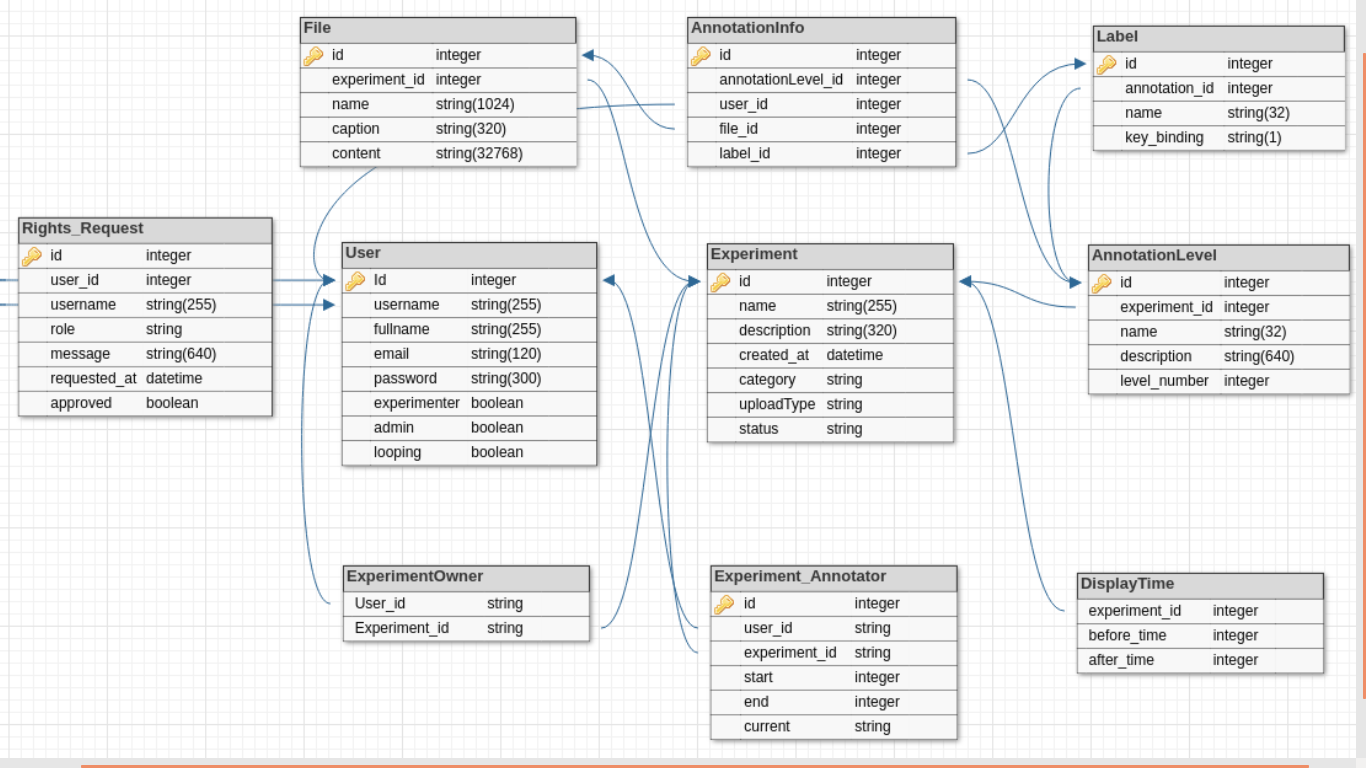 File
id integer
experiment_id integer
name string(1024)
caption string(320)
content string(32768)
AnnotationInfo
id integer
annotationLevel_id integer
user_id integer
file_id integer
label_id integer
Label
id integer
annotation_id integer
name string(32)
key_binding string(1)
Rights_Request
id integer
user_id integer
username string(255)
role string
message string(640)
requested_at datetime
approved boolean
User
Id integer
username string(255)
fullname string(255)
email string(120)
password string(300)
experimenter boolean
admin boolean
looping boolean
Experiment
id integer
name string(255)
description string(320)
created_at datetime
category string
uploadType string
status string
AnnotationLevel
id integer
experiment_id integer
name string(32)
description string(640)
level_number integer
ExperimentOwner
User_id string
Experiment_id string
Experiment_Annotator
id integer
user_id string
experiment_id string
start integer
end integer
current string
DisplayTime
experiment_id integer
before_time integer
after_time integer